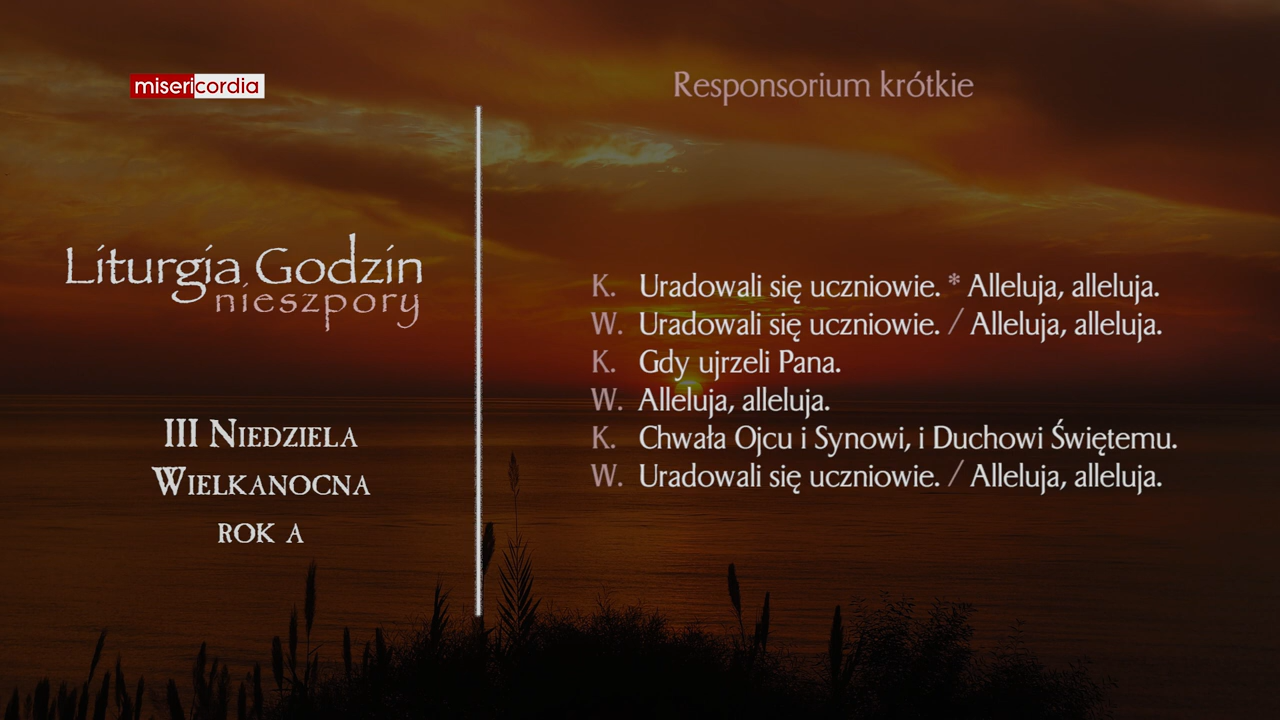 misericordia
Liturgia Godzin
nieszpory
III Niedziela
Wielkanocna
rok A
Responsorium krótkie
K. Uradowali się uczniowie. * Alleluja, alleluja.
W. Uradowali się uczniowie. / Alleluja, alleluja.
K. Gdy ujrzeli Pana.
W. Alleluja, alleluja.
K. Chwała Ojcu i Synowi, i Duchowi Świętemu.
W. Uradowali się uczniowie. / Alleluja, alleluja.